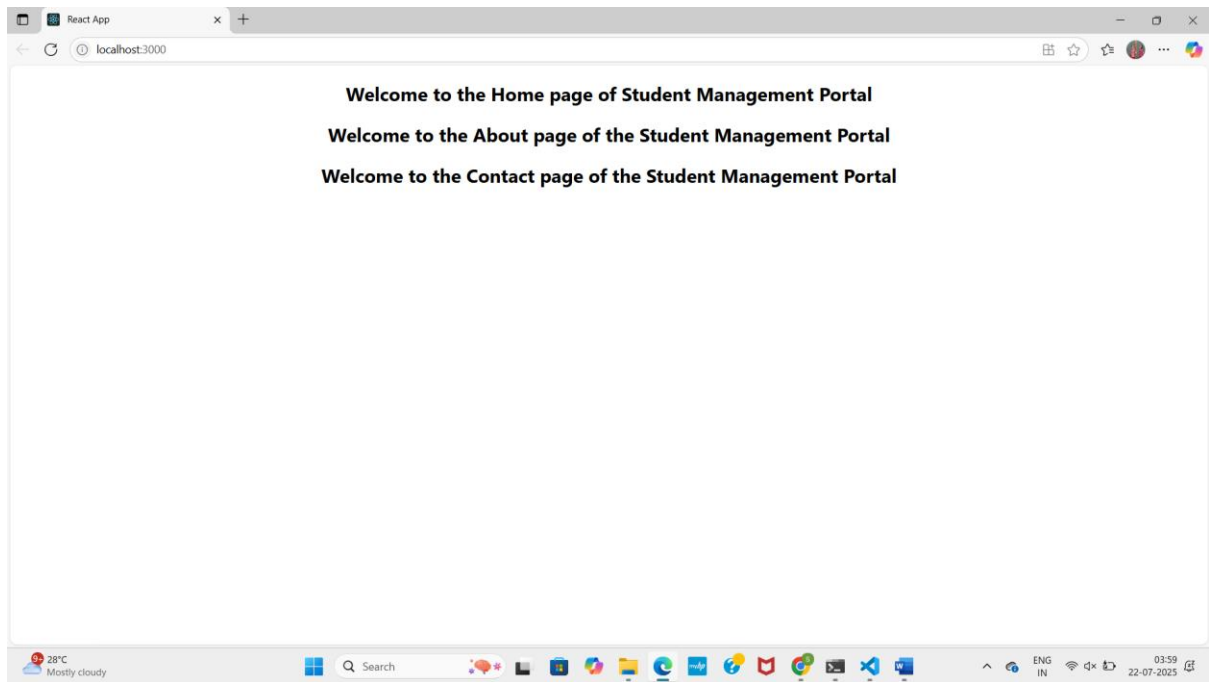 React App
localhost:3000
Welcome to the Home page of Student Management Portal
Welcome to the About page of the Student Management Portal
Welcome to the Contact page of the Student Management Portal
9+
28°C
Mostly cloudy
Search
mdp
ENG
IN
03:59
22-07-2025